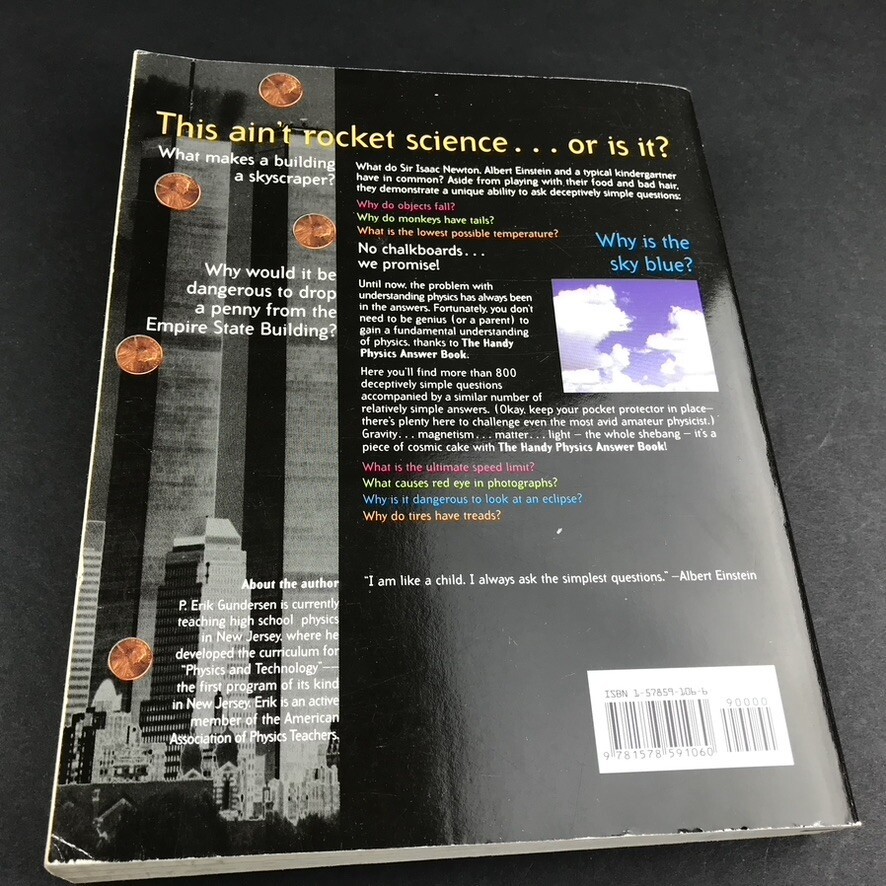 This ain't rocket science... or is it?
What makes a building
a skyscraper?
Why would it be
dangerous to drop
a penny from the
Empire State Building?
What do Sir Isaac Newton, Albert Einstein and a typical kindergartner
have in common? Aside from playing with their food and bad hair,
they demonstrate a unique ability to ask deceptively simple questions:
Why do objects fall?
Why do monkeys have tails?
What is the lowest possible temperature?
Why is the
sky blue?
No chalkboards...
we promise!
Until now, the problem with
understanding physics has always been
in the answers. Fortunately, you don't
need to be genius (or a parent) to
gain a fundamental understanding
of physics, thanks to The Handy
Physics Answer Book.
Here you'll find more than 800
deceptively simple questions
accompanied by a similar number of
relatively simple answers. (Okay, keep your pocket protector in place—
there's plenty here to challenge even the most avid amateur physicist.)
Gravity... magnetism... matter... light – the whole shebang – it's a
piece of cosmic cake with The Handy Physics Answer Book!
What is the ultimate speed limit?
What causes red eye in photographs?
Why is it dangerous to look at an eclipse?
Why do tires have treads?
"I am like a child. I always ask the simplest questions." —Albert Einstein
About the author
P. Erik Gundersen is currently
teaching high school physics
in New Jersey, where he
developed the curriculum for
"Physics and Technology"—
the first program of its kind
in New Jersey. Erik is an active
member of the American
Association of Physics Teachers.
ISBN 1-57859-106-6
90000
9 781578 591060